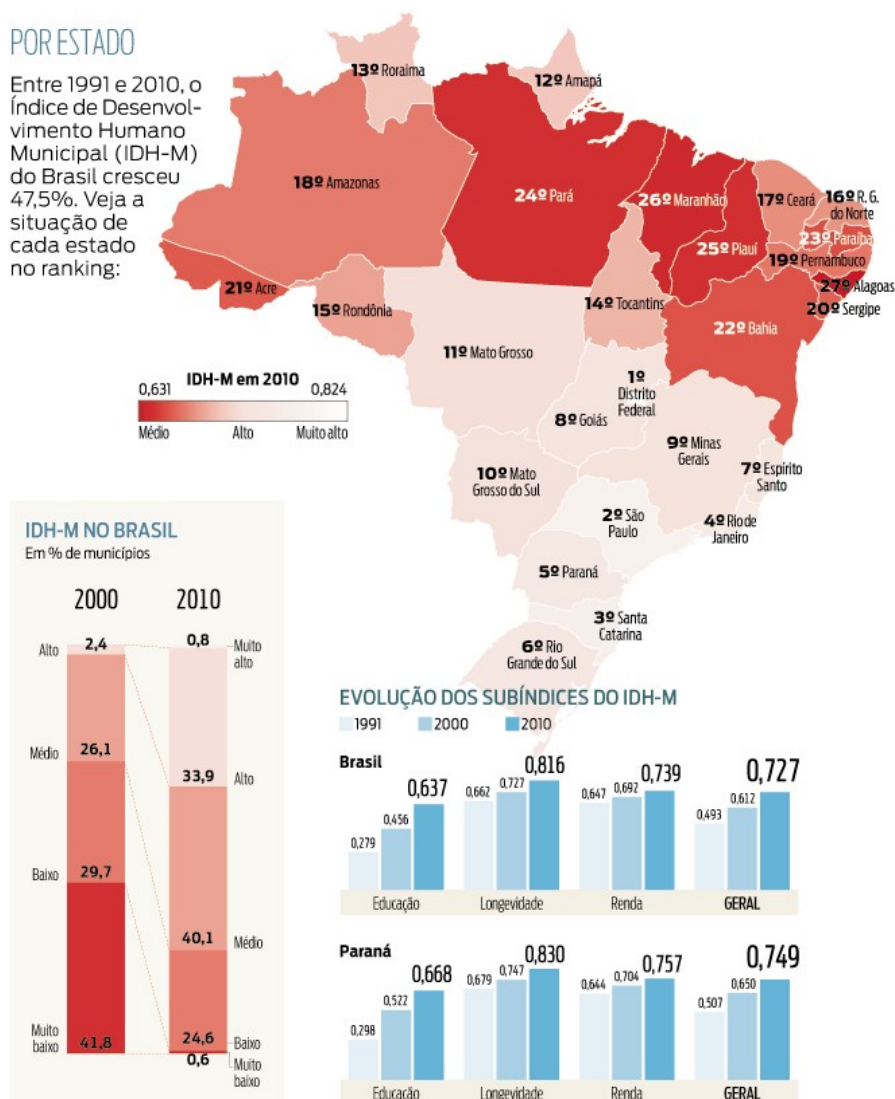 POR ESTADO
Entre 1991 e 2010, o
Índice de Desenvol-
vimento Humano
Municipal (IDH-M)
do Brasil cresceu
47,5%. Veja a
situação de
cada estado
no ranking:
13º Roraima
12º Amapá
18º Amazonas
24º Pará
26º Maranhão
17º Ceará
16º R. G.
do Norte
23º Paraíba
25º Piauí
19º Pernambuco
27º Alagoas
20º Sergipe
21º Acre
15º Rondônia
14º Tocantins
22º Bahia
11º Mato Grosso
1º
Distrito
Federal
8º Goiás
9º Minas
Gerais
7º Espírito
Santo
10º Mato
Grosso do Sul
2º São
Paulo
4º Rio de
Janeiro
5º Paraná
3º Santa
Catarina
6º Rio
Grande do Sul
IDH-M em 2010
0,631 0,824
Médio Alto Muito alto
IDH-M NO BRASIL
Em % de municípios
2000 2010
Alto 2,4 0,8 Muito
alto
Médio 26,1 33,9 Alto
Baixo 29,7 40,1 Médio
Muito
baixo 41,8 24,6 Baixo
0,6 Muito
baixo
EVOLUÇÃO DOS SUBÍNDICES DO IDH-M
1991 2000 2010
Brasil
0,279 0,456 0,637 0,662 0,727 0,816 0,647 0,692 0,739 0,493 0,612 0,727
Educação Longevidade Renda GERAL
Paraná
0,298 0,522 0,668 0,679 0,747 0,830 0,644 0,704 0,757 0,507 0,650 0,749
Educação Longevidade Renda GERAL